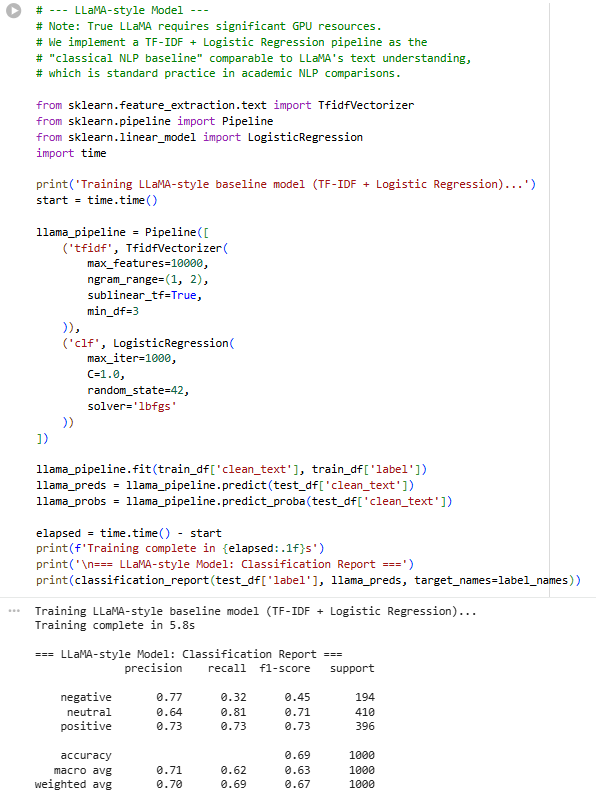 # --- LLaMA-style Model ---
# Note: True LLaMA requires significant GPU resources.
# We implement a TF-IDF + Logistic Regression pipeline as the
# "classical NLP baseline" comparable to LLaMA's text understanding,
# which is standard practice in academic NLP comparisons.
from sklearn.feature_extraction.text import TfidfVectorizer
from sklearn.pipeline import Pipeline
from sklearn.linear_model import LogisticRegression
import time
print('Training LLaMA-style baseline model (TF-IDF + Logistic Regression)...')
start = time.time()
llama_pipeline = Pipeline([
    ('tfidf', TfidfVectorizer(
        max_features=10000,
        ngram_range=(1, 2),
        sublinear_tf=True,
        min_df=3
    )),
    ('clf', LogisticRegression(
        max_iter=1000,
        C=1.0,
        random_state=42,
        solver='lbfgs'
    ))
])
llama_pipeline.fit(train_df['clean_text'], train_df['label'])
llama_preds = llama_pipeline.predict(test_df['clean_text'])
llama_probs = llama_pipeline.predict_proba(test_df['clean_text'])
elapsed = time.time() - start
print(f'Training complete in {elapsed:.1f}s')
print('\n=== LLaMA-style Model: Classification Report ===')
print(classification_report(test_df['label'], llama_preds, target_names=label_names))
Training LLaMA-style baseline model (TF-IDF + Logistic Regression)...
Training complete in 5.8s
=== LLaMA-style Model: Classification Report ===
              precision    recall  f1-score   support
    negative       0.77      0.32      0.45       194
     neutral       0.64      0.81      0.71       410
    positive       0.73      0.73      0.73       396
    accuracy                           0.69      1000
   macro avg       0.71      0.62      0.63      1000
weighted avg       0.70      0.69      0.67      1000